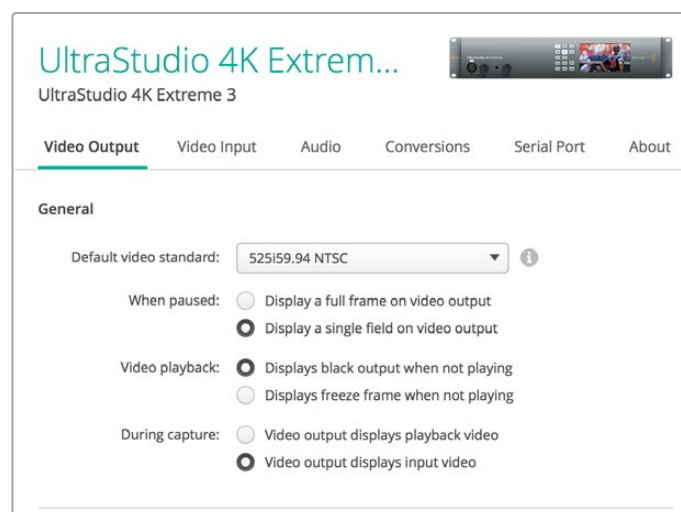 UltraStudio 4K Extrem...
UltraStudio 4K Extreme 3
Video Output Video Input Audio Conversions Serial Port About
General
Default video standard: 525i59.94 NTSC
When paused: Display a full frame on video output
Display a single field on video output
Video playback: Displays black output when not playing
Displays freeze frame when not playing
During capture: Video output displays playback video
Video output displays input video